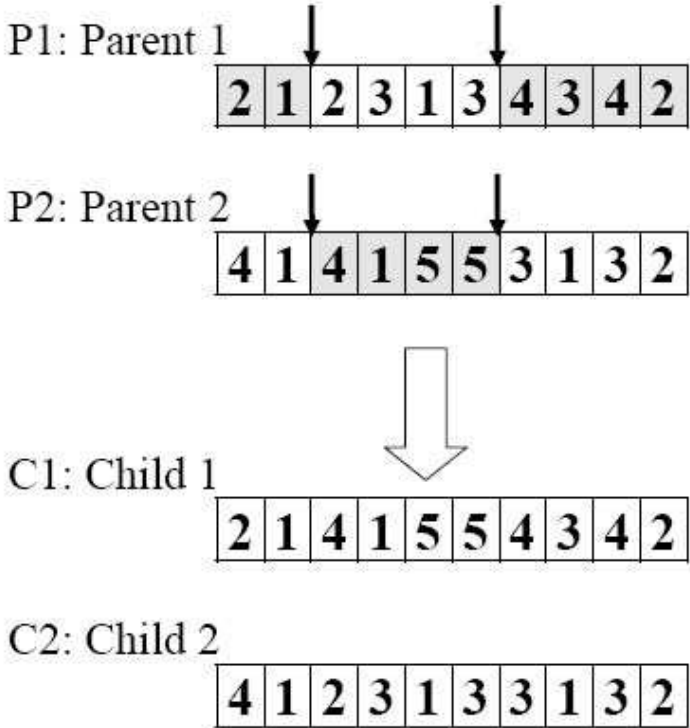 P1: Parent 1
2 1 2 3 1 3 4 3 4 2
P2: Parent 2
4 1 4 1 5 5 3 1 3 2
C1: Child 1
2 1 4 1 5 5 4 3 4 2
C2: Child 2
4 1 2 3 1 3 3 1 3 2